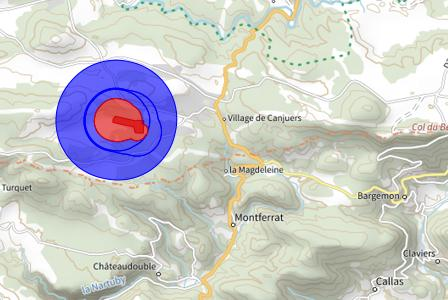 Village de Canjuers
Col du Be
la Magdeleine
Turquet
Bargemon
Montferrat
Claviers
Châteaudouble
la Nartuby
Callas